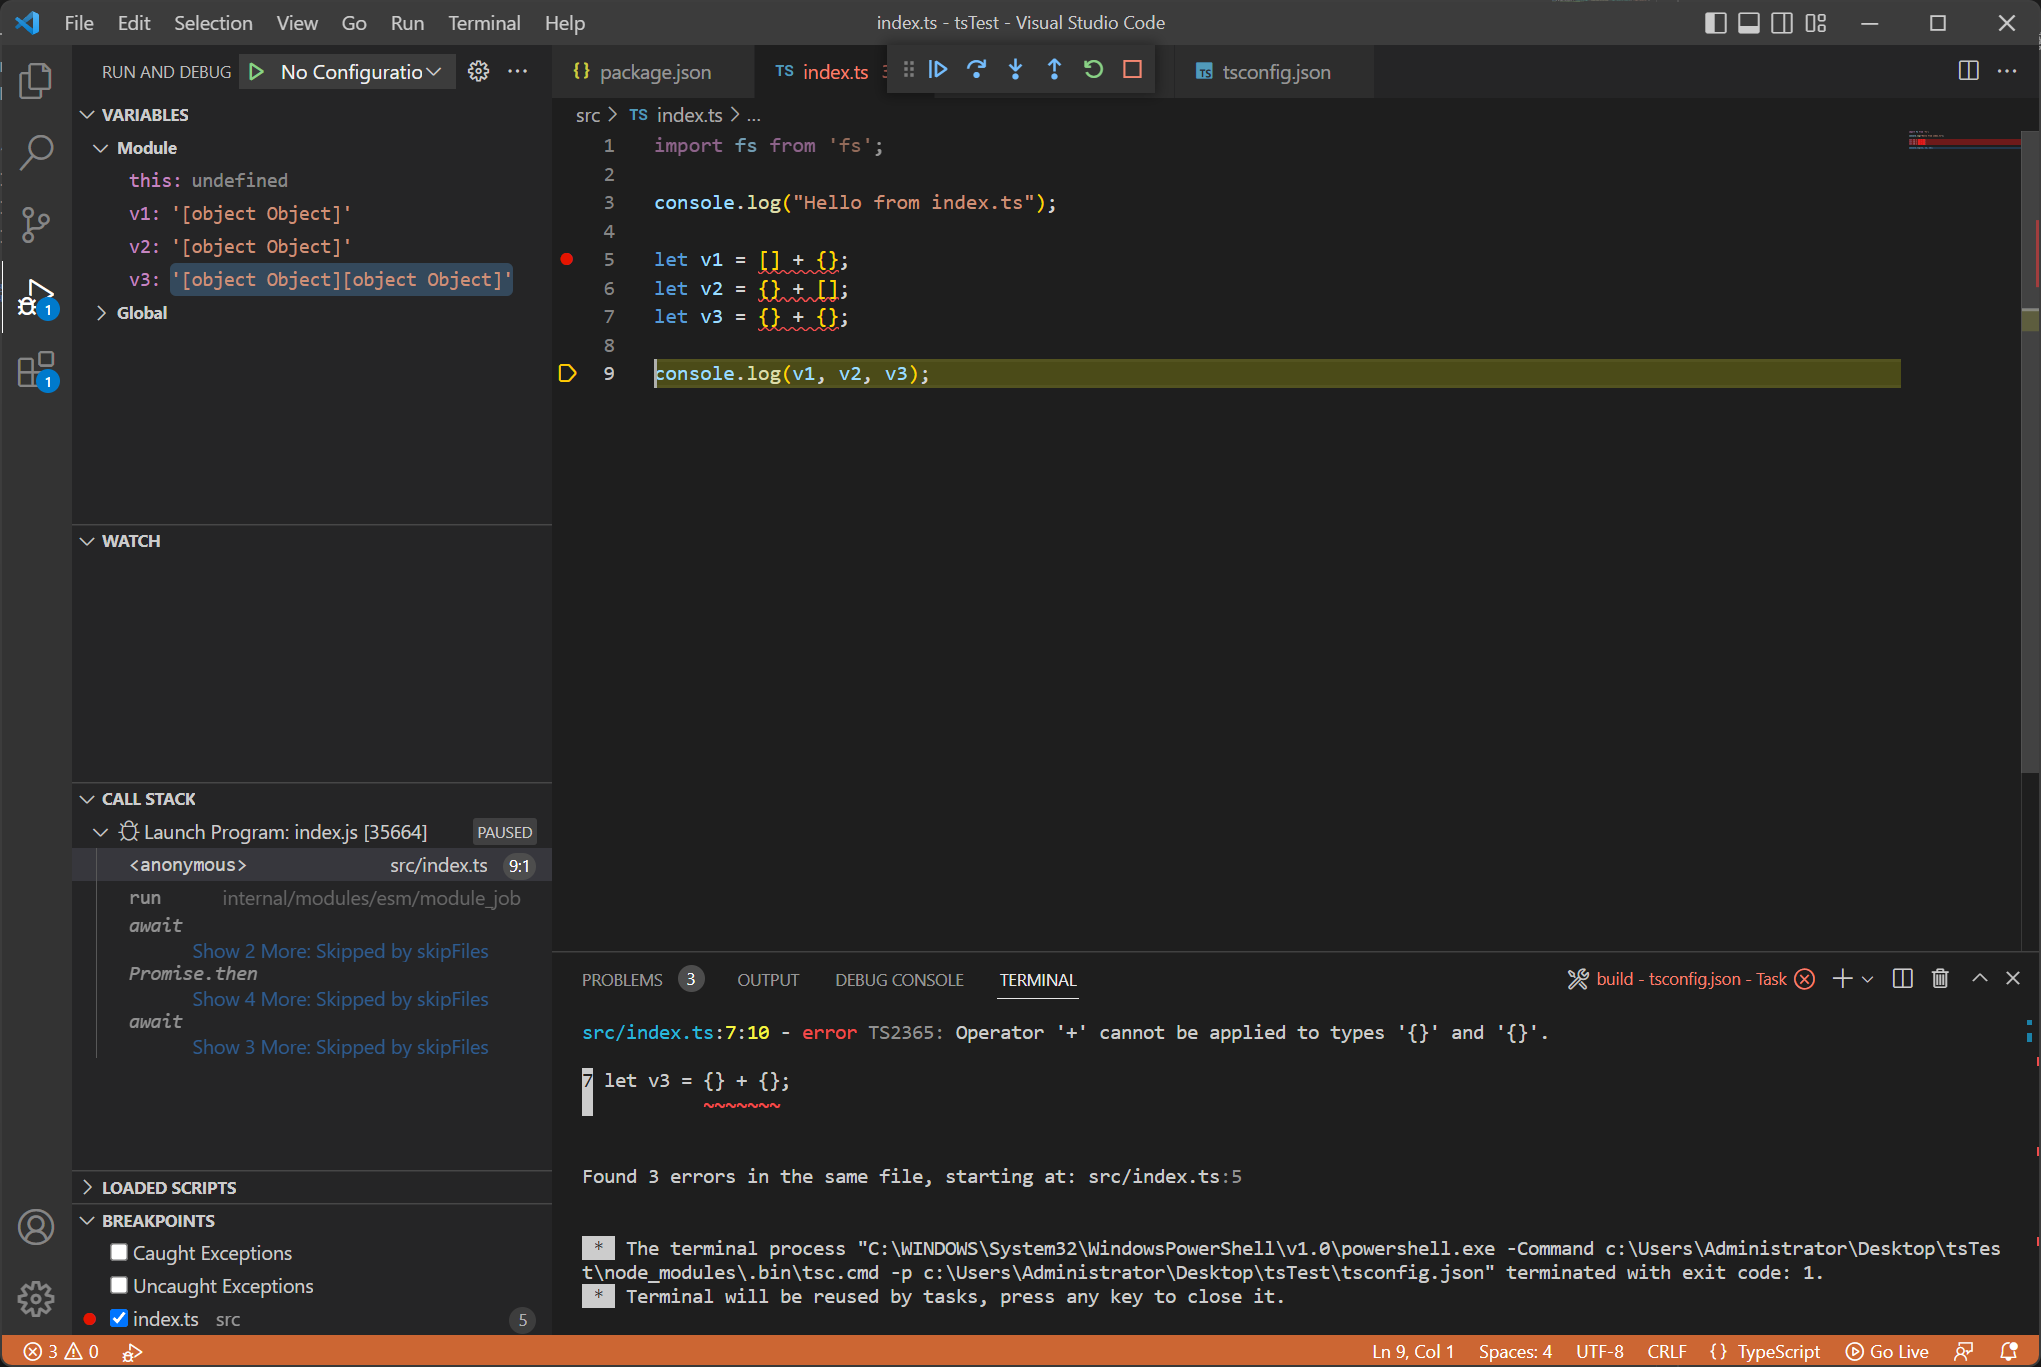 File Edit Selection View Go Run Terminal Help index.ts - tsTest - Visual Studio Code
RUN AND DEBUG No Configuratio
{} package.json TS index.ts 3 TS tsconfig.json
VARIABLES
Module
this: undefined
v1: '[object Object]'
v2: '[object Object]'
v3: '[object Object][object Object]'
Global
1
1
WATCH
CALL STACK
Launch Program: index.js [35664] PAUSED
<anonymous> src/index.ts 9:1
run internal/modules/esm/module_job
await
Show 2 More: Skipped by skipFiles
Promise.then
Show 4 More: Skipped by skipFiles
await
Show 3 More: Skipped by skipFiles
LOADED SCRIPTS
BREAKPOINTS
Caught Exceptions
Uncaught Exceptions
index.ts src 5
src > TS index.ts > ...
1 import fs from 'fs';
2
3 console.log("Hello from index.ts");
4
5 let v1 = [] + {};
6 let v2 = {} + [];
7 let v3 = {} + {};
8
9 console.log(v1, v2, v3);
PROBLEMS 3 OUTPUT DEBUG CONSOLE TERMINAL build - tsconfig.json - Task
src/index.ts:7:10 - error TS2365: Operator '+' cannot be applied to types '{}' and '{}'.
7 let v3 = {} + {};
~~~~~~~
Found 3 errors in the same file, starting at: src/index.ts:5
* The terminal process "C:\WINDOWS\System32\WindowsPowerShell\v1.0\powershell.exe -Command c:\Users\Administrator\Desktop\tsTes
t\node_modules\.bin\tsc.cmd -p c:\Users\Administrator\Desktop\tsTest\tsconfig.json" terminated with exit code: 1.
* Terminal will be reused by tasks, press any key to close it.
3 0 Ln 9, Col 1 Spaces: 4 UTF-8 CRLF {} TypeScript Go Live